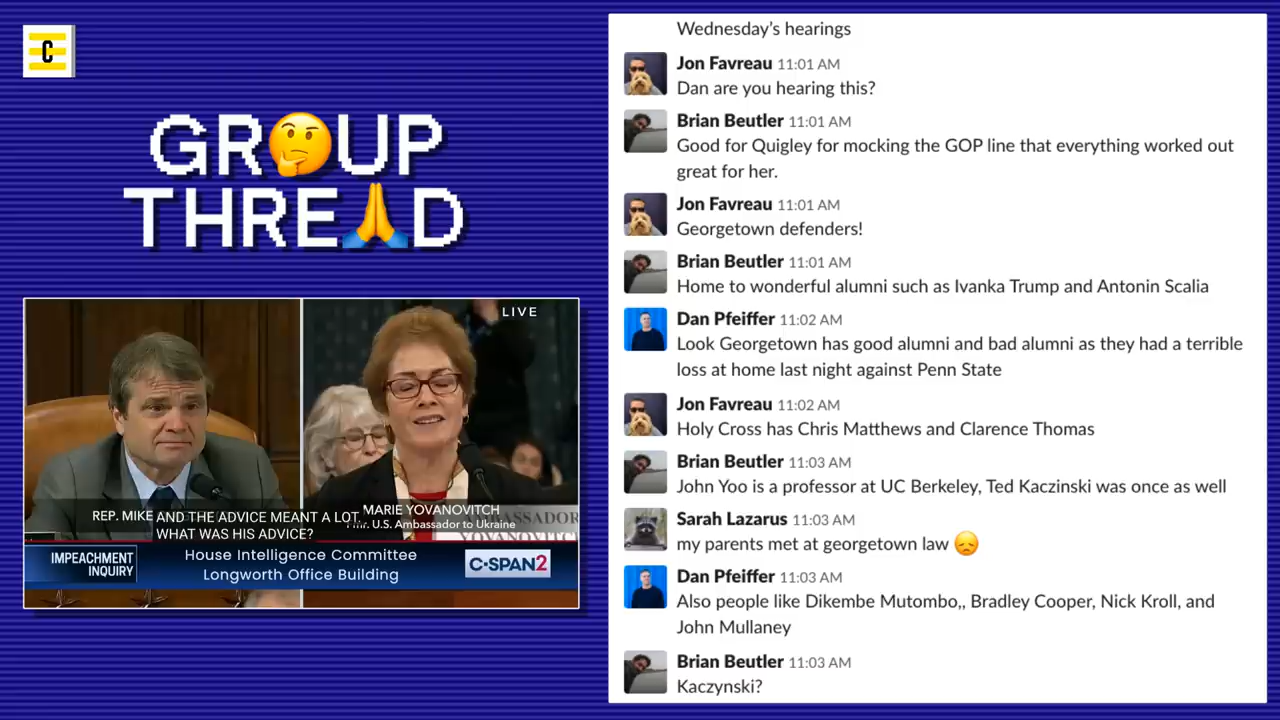 C
GR🤔UP
THRE🙏D
LIVE
REP. MIKE
AND THE ADVICE MEANT A LOT.
WHAT WAS HIS ADVICE?
MARIE YOVANOVITCH
U.S. Ambassador to Ukraine
IMPEACHMENT
INQUIRY
House Intelligence Committee
Longworth Office Building
C-SPAN2
Wednesday’s hearings
Jon Favreau 11:01 AM
Dan are you hearing this?
Brian Beutler 11:01 AM
Good for Quigley for mocking the GOP line that everything worked out
great for her.
Jon Favreau 11:01 AM
Georgetown defenders!
Brian Beutler 11:01 AM
Home to wonderful alumni such as Ivanka Trump and Antonin Scalia
Dan Pfeiffer 11:02 AM
Look Georgetown has good alumni and bad alumni as they had a terrible
loss at home last night against Penn State
Jon Favreau 11:02 AM
Holy Cross has Chris Matthews and Clarence Thomas
Brian Beutler 11:03 AM
John Yoo is a professor at UC Berkeley, Ted Kaczinski was once as well
Sarah Lazarus 11:03 AM
my parents met at georgetown law 😞
Dan Pfeiffer 11:03 AM
Also people like Dikembe Mutombo,, Bradley Cooper, Nick Kroll, and
John Mullaney
Brian Beutler 11:03 AM
Kaczynski?